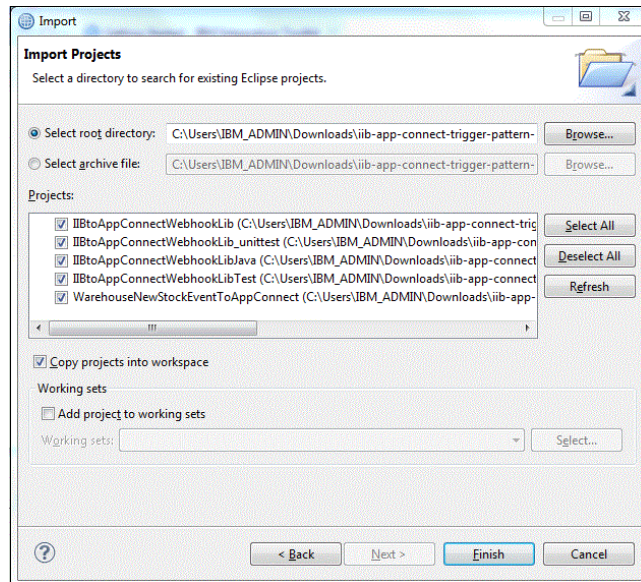 Import
Import Projects
Select a directory to search for existing Eclipse projects.
Select root directory: C:\Users\IBM_ADMIN\Downloads\iib-app-connect-trigger-pattern- Browse...
Select archive file: C:\Users\IBM_ADMIN\Downloads\iib-app-connect-trigger-pattern- Browse...
Projects:
IIBtoAppConnectWebhookLib (C:\Users\IBM_ADMIN\Downloads\iib-app-connect-trig
Select All
IIBtoAppConnectWebhookLib_unittest (C:\Users\IBM_ADMIN\Downloads\iib-app-con
IIBtoAppConnectWebhookLibJava (C:\Users\IBM_ADMIN\Downloads\iib-app-connect
Deselect All
IIBtoAppConnectWebhookLibTest (C:\Users\IBM_ADMIN\Downloads\iib-app-connect
Refresh
WarehouseNewStockEventToAppConnect (C:\Users\IBM_ADMIN\Downloads\iib-app-
Copy projects into workspace
Working sets
Add project to working sets
Working sets: Select...
< Back Next > Finish Cancel